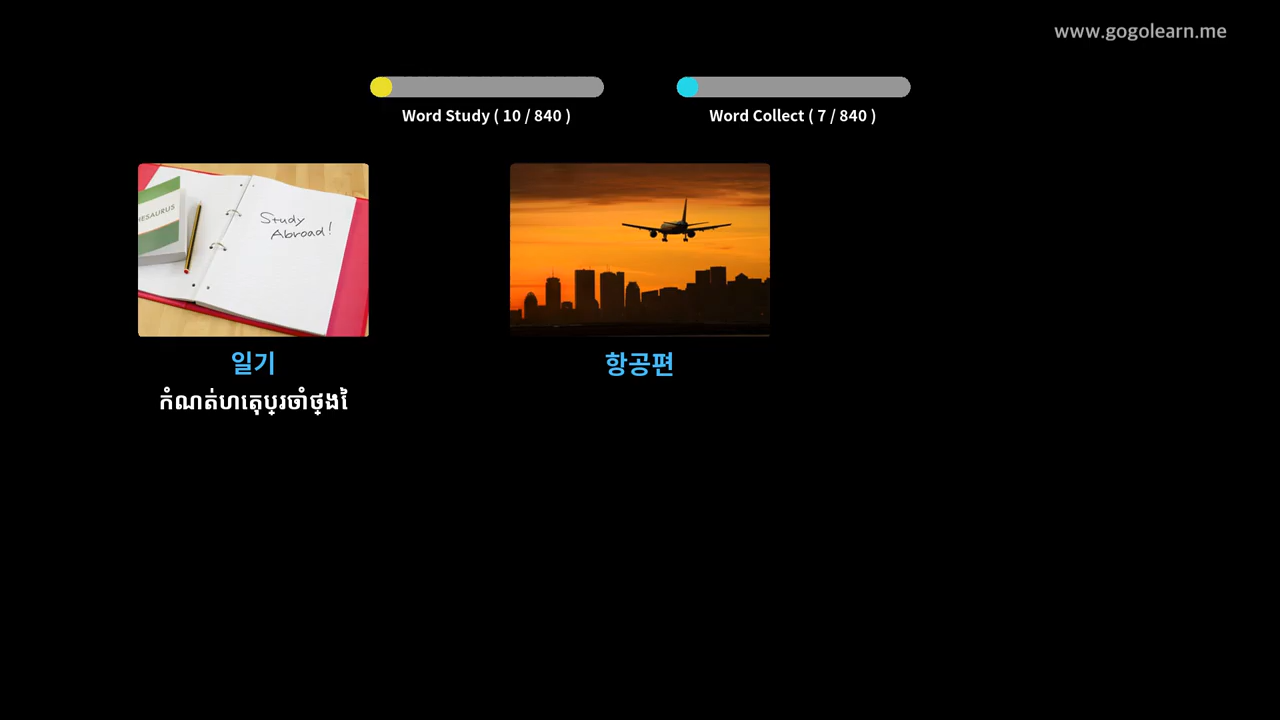 www.gogolearn.me
Word Study ( 10 / 840 )
Word Collect ( 7 / 840 )
HESAURUS
Study
Abroad!
일기
항공편
កំណត់ហេតុប្រចាំថ្ងៃ